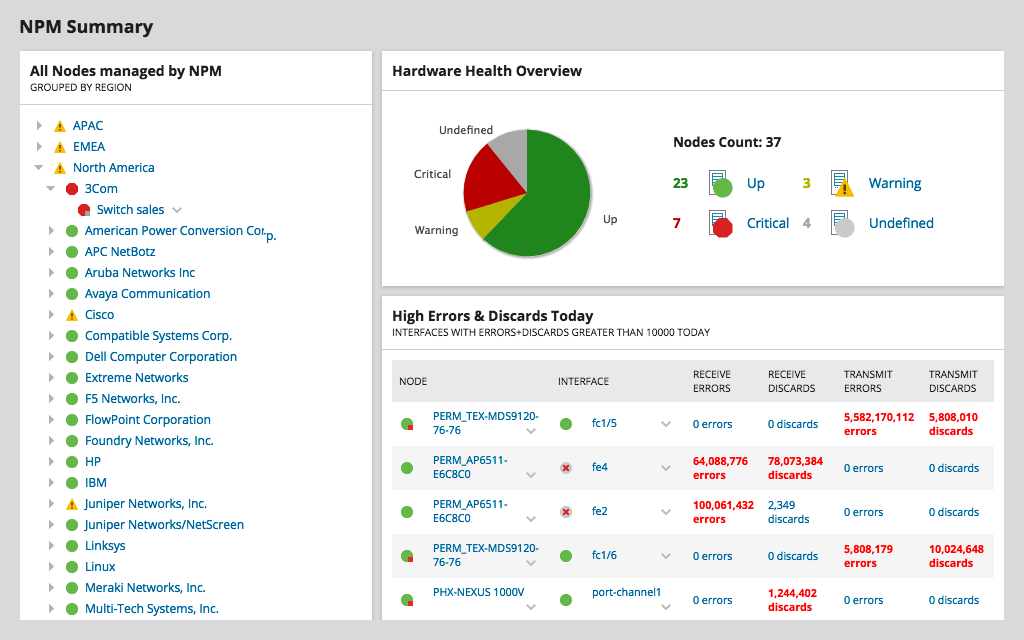 NPM Summary
All Nodes managed by NPM
GROUPED BY REGION
APAC
EMEA
North America
3Com
Switch sales
American Power Conversion Corp.
APC NetBotz
Aruba Networks Inc
Avaya Communication
Cisco
Compatible Systems Corp.
Dell Computer Corporation
Extreme Networks
F5 Networks, Inc.
FlowPoint Corporation
Foundry Networks, Inc.
HP
IBM
Juniper Networks, Inc.
Juniper Networks/NetScreen
Linksys
Linux
Meraki Networks, Inc.
Multi-Tech Systems, Inc.
Hardware Health Overview
Undefined
Critical
Warning
Up
Nodes Count: 37
23 Up 3 Warning
7 Critical 4 Undefined
High Errors & Discards Today
INTERFACES WITH ERRORS+DISCARDS GREATER THAN 10000 TODAY
NODE INTERFACE RECEIVE ERRORS RECEIVE DISCARDS TRANSMIT ERRORS TRANSMIT DISCARDS
PERM_TEX-MDS9120-76-76 fc1/5 0 errors 0 discards 5,582,170,112 errors 5,808,010 discards
PERM_AP6511-E6C8C0 fe4 64,088,776 errors 78,073,384 discards 0 errors 0 discards
PERM_AP6511-E6C8C0 fe2 100,061,432 errors 2,349 discards 0 errors 0 discards
PERM_TEX-MDS9120-76-76 fc1/6 0 errors 0 discards 5,808,179 errors 10,024,648 discards
PHX-NEXUS 1000V port-channel1 0 errors 1,244,402 discards 0 errors 0 discards